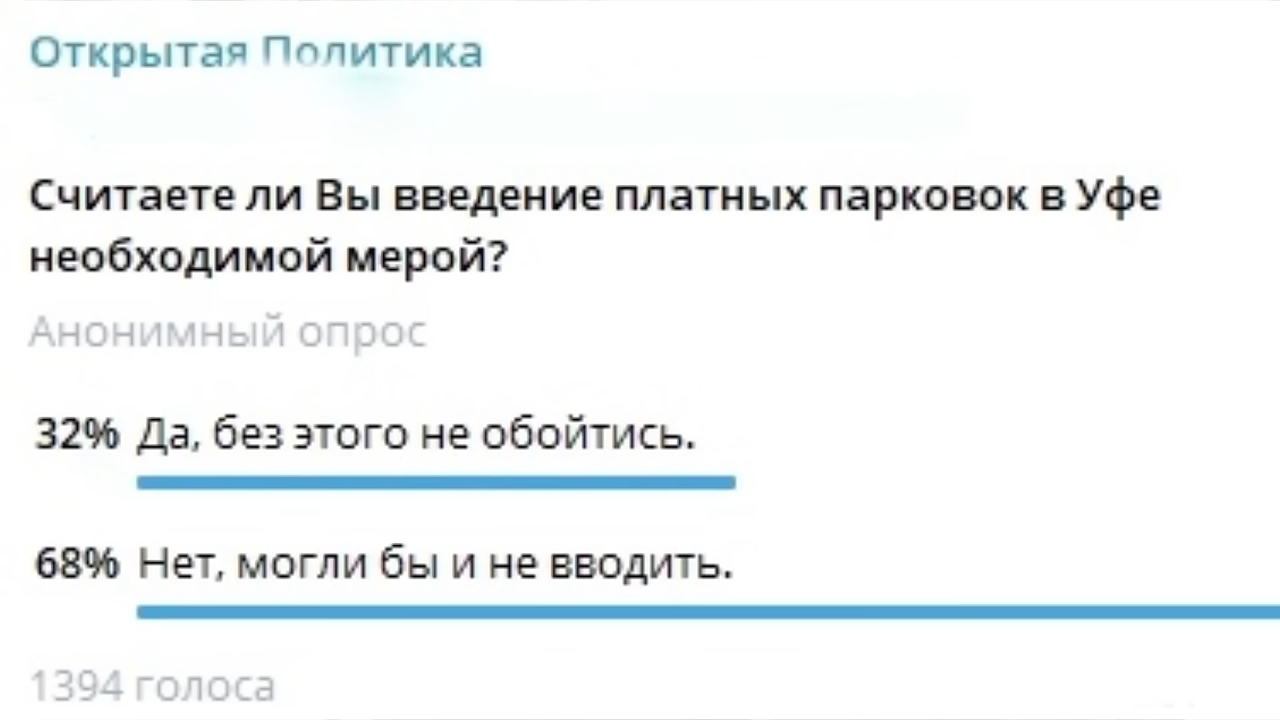 Открытая Политика
Считаете ли Вы введение платных парковок в Уфе
необходимой мерой?
Анонимный опрос
32% Да, без этого не обойтись.
68% Нет, могли бы и не вводить.
1394 голоса